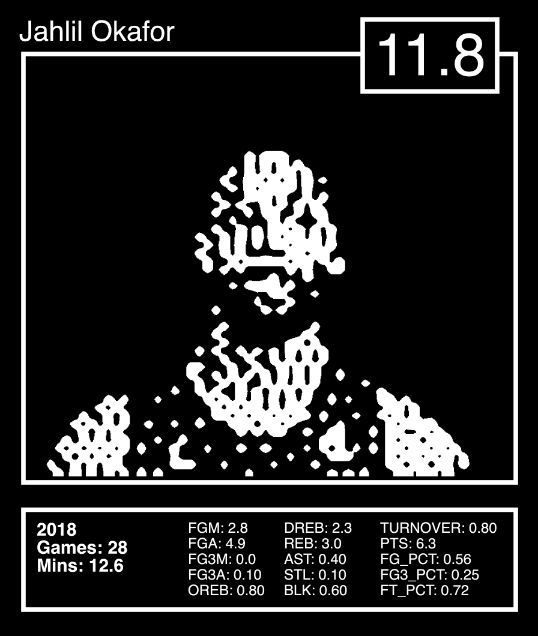 Jahlil Okafor
11.8
2018
Games: 28
Mins: 12.6
FGM: 2.8
FGA: 4.9
FG3M: 0.0
FG3A: 0.10
OREB: 0.80
DREB: 2.3
REB: 3.0
AST: 0.40
STL: 0.10
BLK: 0.60
TURNOVER: 0.80
PTS: 6.3
FG_PCT: 0.56
FG3_PCT: 0.25
FT_PCT: 0.72